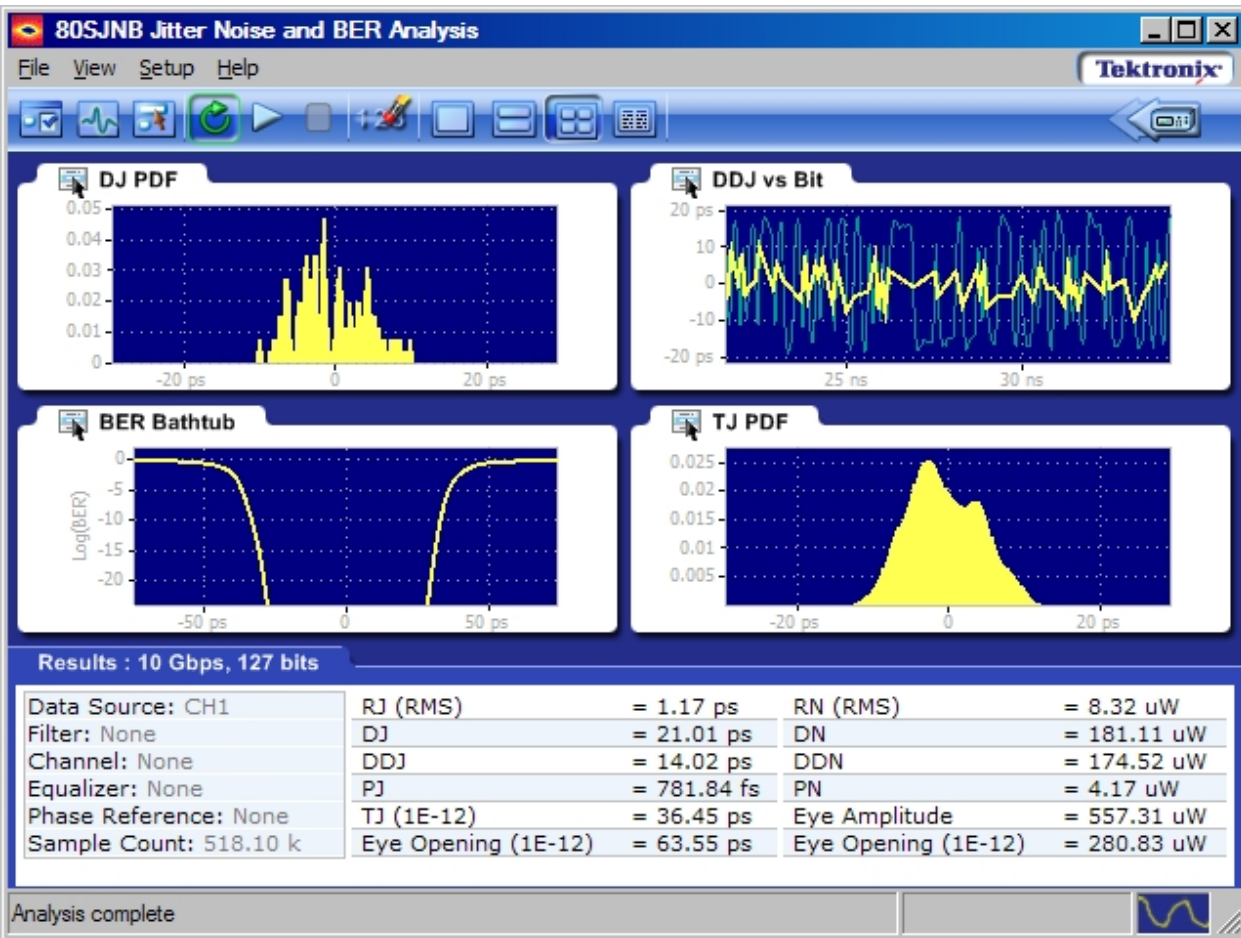 80SJNB Jitter Noise and BER Analysis
File View Setup Help
Tektronix
DJ PDF
0.05
0.04
0.03
0.02
0.01
0
-20 ps 0 20 ps
DDJ vs Bit
20 ps
10
0
-10
-20 ps
25 ns 30 ns
BER Bathtub
Log(BER)
0
-5
-10
-15
-20
-50 ps 0 50 ps
TJ PDF
0.025
0.02
0.015
0.01
0.005
-20 ps 0 20 ps
Results : 10 Gbps, 127 bits
Data Source: CH1
Filter: None
Channel: None
Equalizer: None
Phase Reference: None
Sample Count: 518.10 k
RJ (RMS) = 1.17 ps
DJ = 21.01 ps
DDJ = 14.02 ps
PJ = 781.84 fs
TJ (1E-12) = 36.45 ps
Eye Opening (1E-12) = 63.55 ps
RN (RMS) = 8.32 uW
DN = 181.11 uW
DDN = 174.52 uW
PN = 4.17 uW
Eye Amplitude = 557.31 uW
Eye Opening (1E-12) = 280.83 uW
Analysis complete